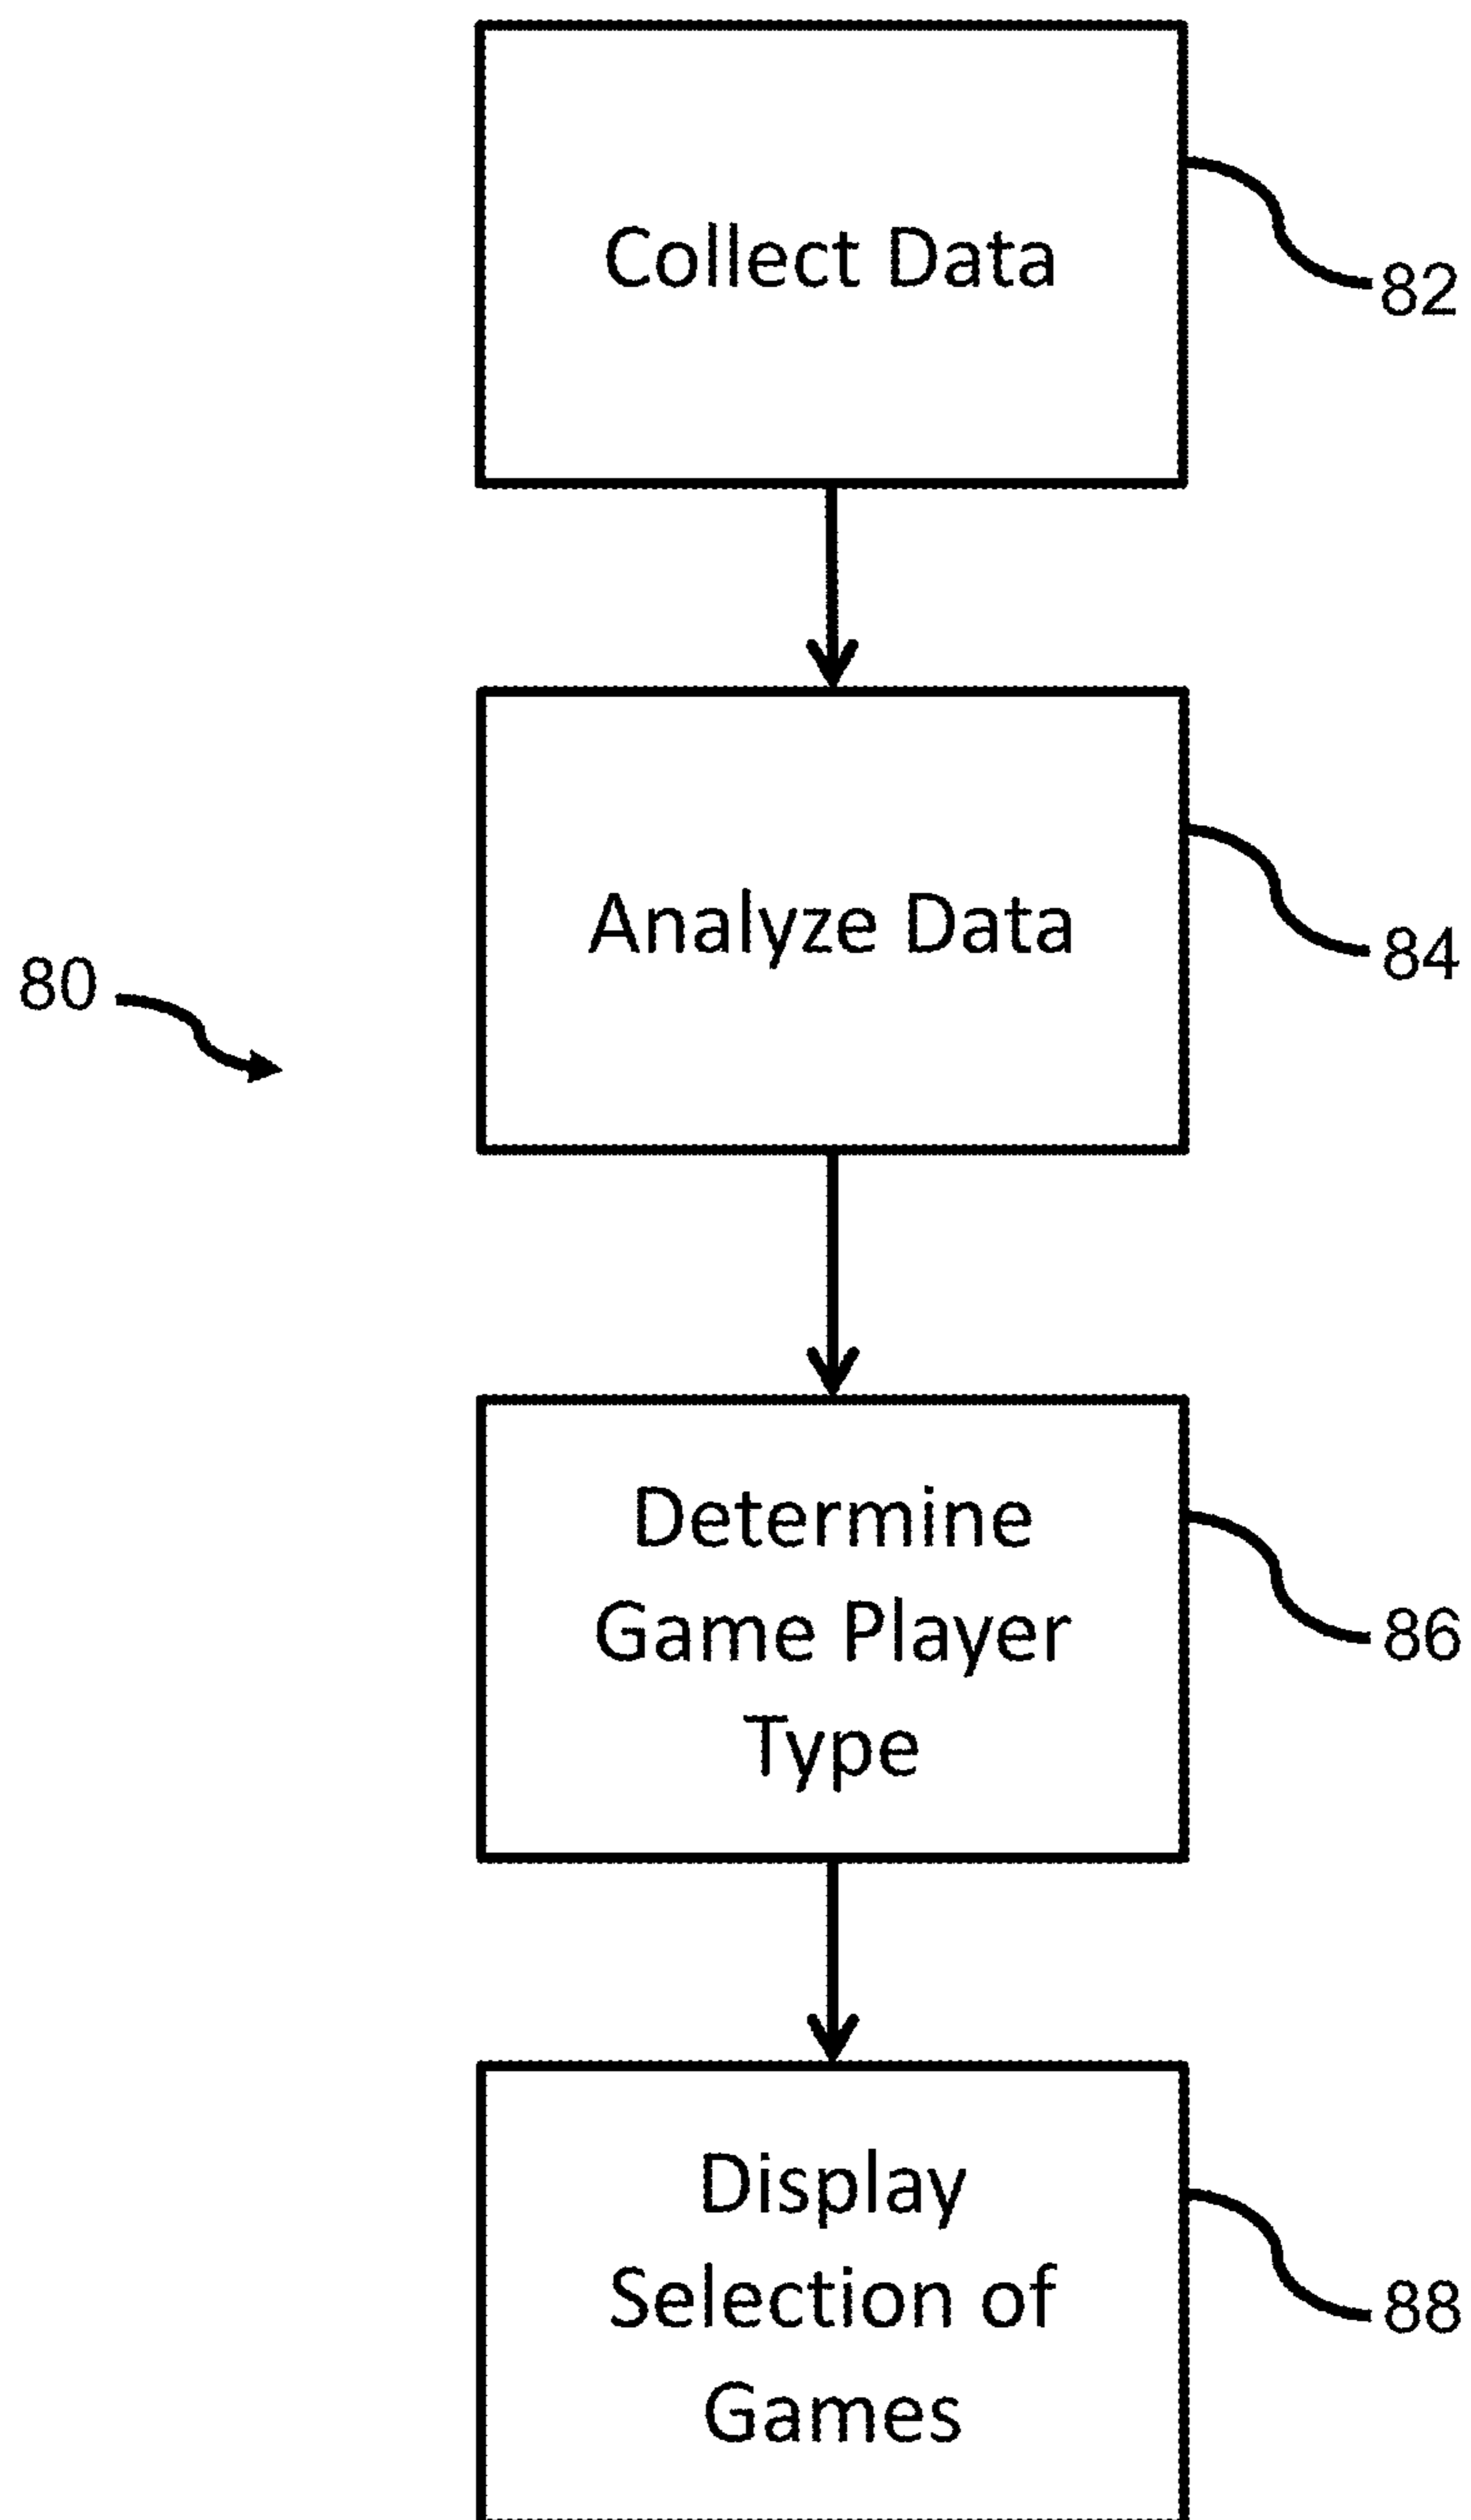 Collect Data
82
Analyze Data
84
80
Determine
Game Player
Type
86
Display
Selection of
Games
88